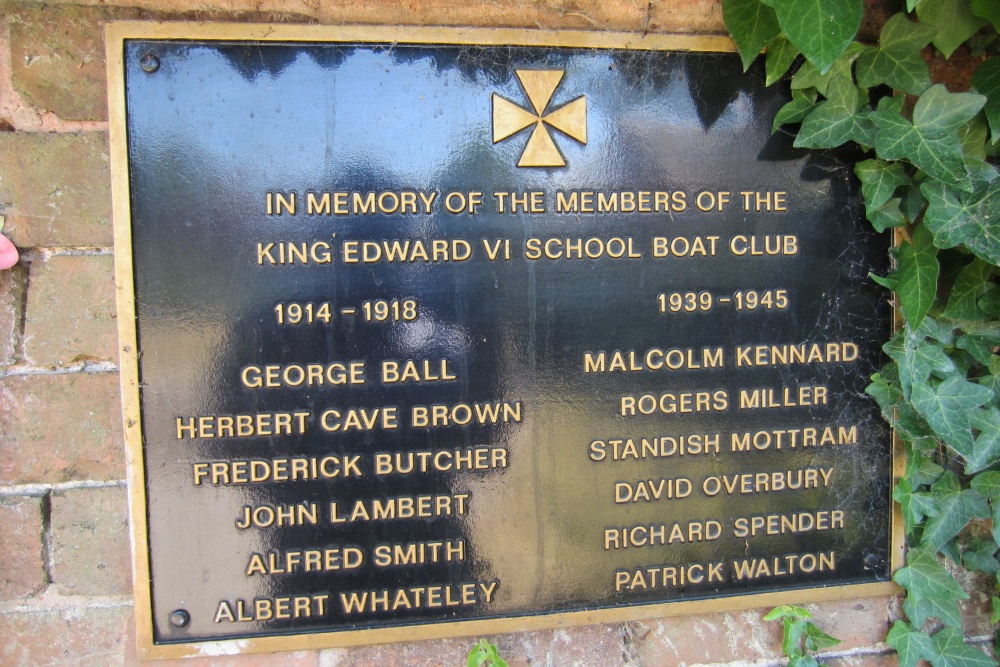 IN MEMORY OF THE MEMBERS OF THE
KING EDWARD VI SCHOOL BOAT CLUB
1914 - 1918
GEORGE BALL
HERBERT CAVE BROWN
FREDERICK BUTCHER
JOHN LAMBERT
ALFRED SMITH
ALBERT WHATELEY
1939 - 1945
MALCOLM KENNARD
ROGERS MILLER
STANDISH MOTTRAM
DAVID OVERBURY
RICHARD SPENDER
PATRICK WALTON